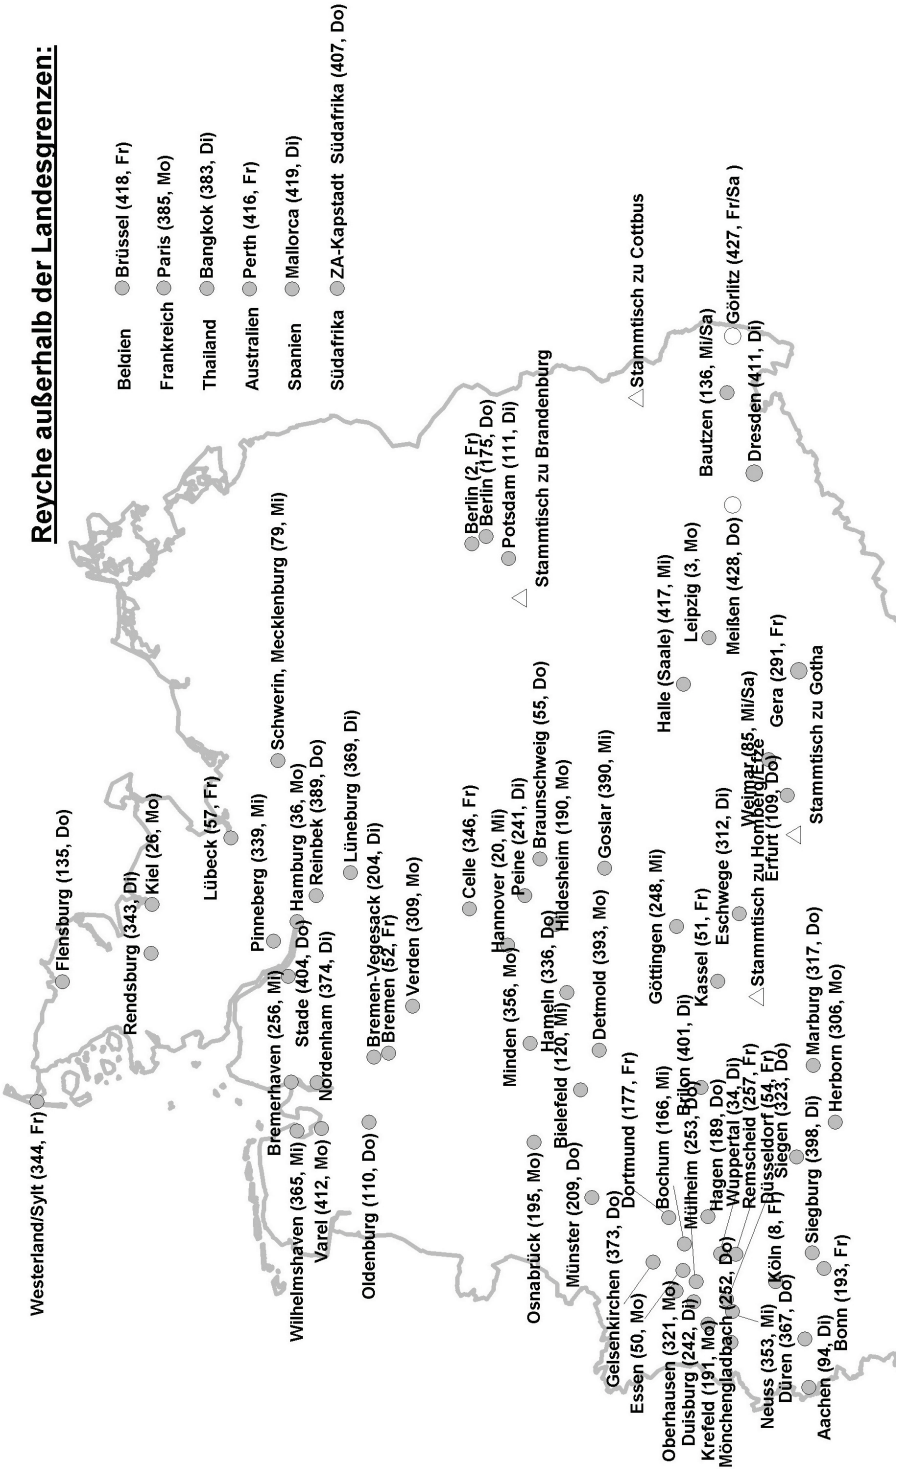 Reyche außerhalb der Landesgrenzen:
Belgien Brüssel (418, Fr)
Frankreich Paris (385, Mo)
Thailand Bangkok (383, Di)
Australien Perth (416, Fr)
Spanien Mallorca (419, Di)
Südafrika ZA-Kapstadt Südafrika (407, Do)
Westerland/Sylt (344, Fr)
Flensburg (135, Do)
Rendsburg (343, Di)
Kiel (26, Mo)
Lübeck (57, Fr)
Pinneberg (339, Mi)
Schwerin, Mecklenburg (79, Mi)
Bremerhaven (256, Mi)
Hamburg (36, Mo)
Stade (404, Do)
Reinbek (389, Do)
Wilhelmshaven (365, Mi)
Nordenham (374, Di)
Varel (412, Mo)
Lüneburg (369, Di)
Oldenburg (110, Do)
Bremen-Vegesack (204, Di)
Bremen (52, Fr)
Verden (309, Mo)
Celle (346, Fr)
Berlin (2, Fr)
Berlin (175, Do)
Potsdam (111, Di)
Stammtisch zu Brandenburg
Hannover (20, Mi)
Peine (241, Di)
Braunschweig (55, Do)
Minden (356, Mo)
Hildesheim (190, Mo)
Hameln (336, Do)
Osnabrück (195, Mo)
Bielefeld (120, Mi)
Münster (209, Do)
Detmold (393, Mo)
Goslar (390, Mi)
Stammtisch zu Cottbus
Gelsenkirchen (373, Do)
Dortmund (177, Fr)
Essen (50, Mo)
Bochum (166, Mi)
Göttingen (248, Mi)
Halle (Saale) (417, Mi)
Oberhausen (321, Mo)
Brilon (401, Di)
Duisburg (242, Di)
Mülheim (253, Do)
Kassel (51, Fr)
Leipzig (3, Mo)
Bautzen (136, Mi/Sa)
Krefeld (191, Mo)
Hagen (189, Do)
Eschwege (312, Di)
Mönchengladbach (252, Do)
Wuppertal (34, Di)
Meißen (428, Do)
Görlitz (427, Fr/Sa )
Remscheid (257, Fr)
Weimar (85, Mi/Sa)
Stammtisch zu Homberg/Efze
Dresden (411, Di)
Neuss (353, Mi)
Düsseldorf (54, Fr)
Köln (8, Fr)
Siegen (323, Do)
Erfurt (109, Do)
Gera (291, Fr)
Düren (367, Do)
Siegburg (398, Di)
Marburg (317, Do)
Stammtisch zu Gotha
Aachen (94, Di)
Bonn (193, Fr)
Herborn (306, Mo)